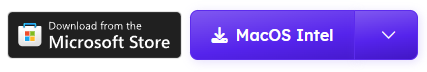 Download from the
Microsoft Store
MacOS Intel